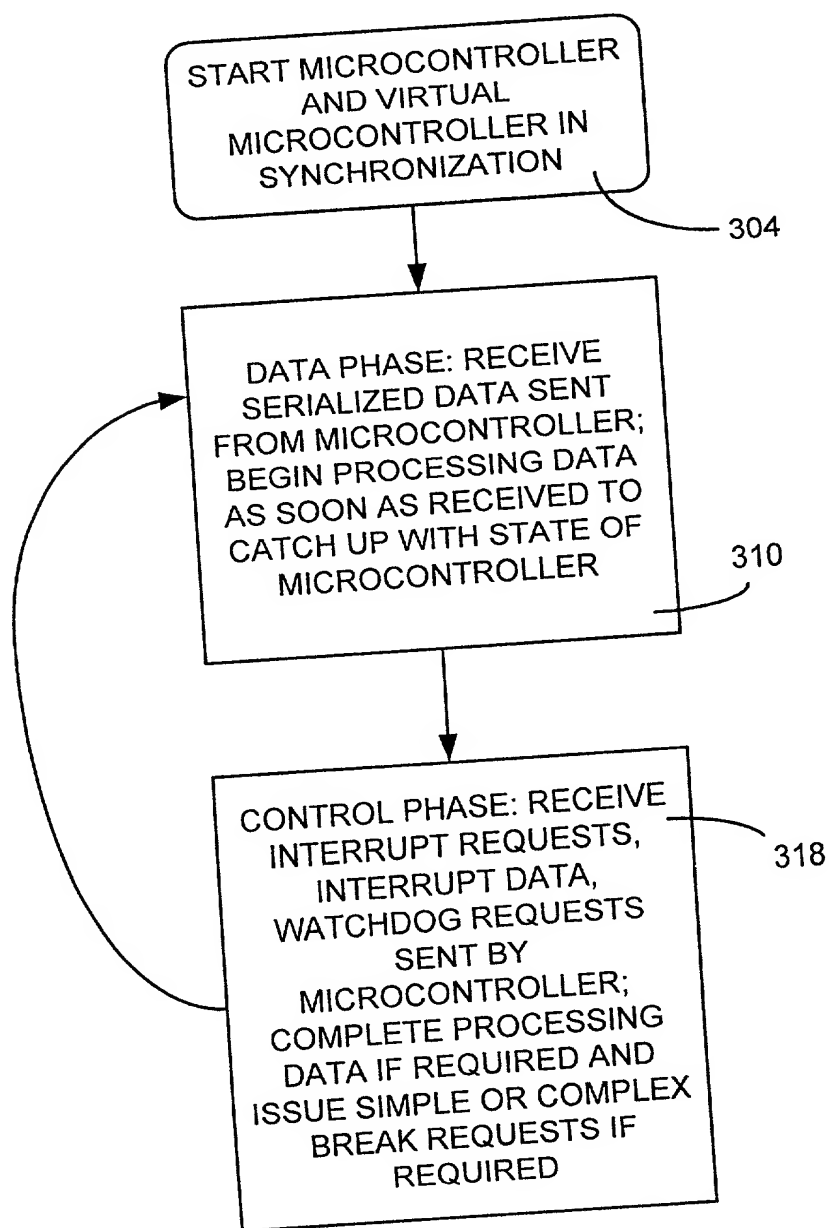 START MICROCONTROLLER
AND VIRTUAL
MICROCONTROLLER IN
SYNCHRONIZATION
304
DATA PHASE: RECEIVE
SERIALIZED DATA SENT
FROM MICROCONTROLLER;
BEGIN PROCESSING DATA
AS SOON AS RECEIVED TO
CATCH UP WITH STATE OF
MICROCONTROLLER
310
CONTROL PHASE: RECEIVE
INTERRUPT REQUESTS,
INTERRUPT DATA,
WATCHDOG REQUESTS
SENT BY
MICROCONTROLLER;
COMPLETE PROCESSING
DATA IF REQUIRED AND
ISSUE SIMPLE OR COMPLEX
BREAK REQUESTS IF
REQUIRED
318